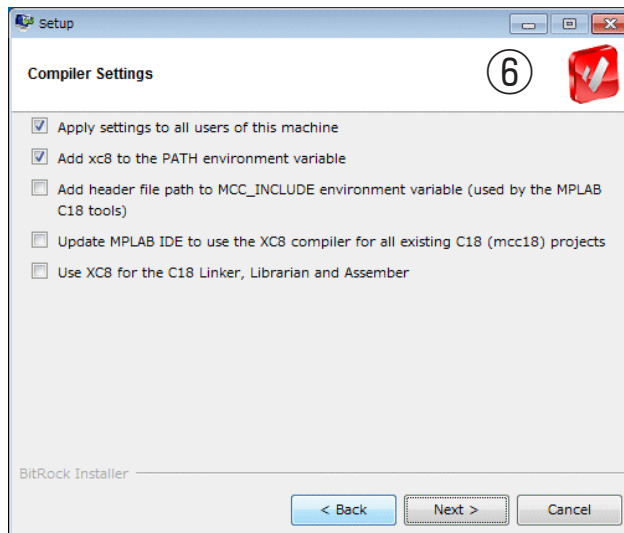 Setup
Compiler Settings
⑥
Apply settings to all users of this machine
Add xc8 to the PATH environment variable
Add header file path to MCC_INCLUDE environment variable (used by the MPLAB
C18 tools)
Update MPLAB IDE to use the XC8 compiler for all existing C18 (mcc18) projects
Use XC8 for the C18 Linker, Librarian and Assember
BitRock Installer
< Back
Next >
Cancel